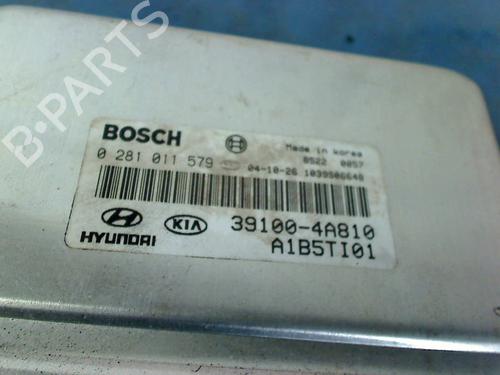 B-PARTS
BOSCH
Made in korea
8522 0057
0 281 011 579
04-10-26 1039S06648
HYUNDAI
KIA
39100-4A810
A1B5TI01